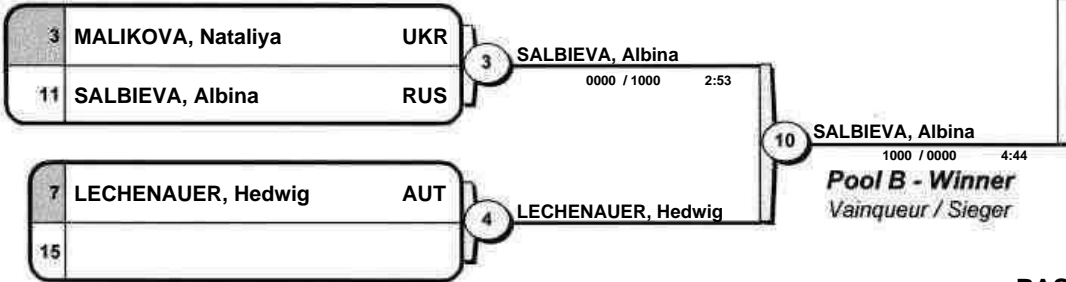 3 MALIKOVA, Nataliya UKR
11 SALBIEVA, Albina RUS
3
SALBIEVA, Albina
0000 / 1000 2:53
7 LECHENAUER, Hedwig AUT
15
4
LECHENAUER, Hedwig
10
SALBIEVA, Albina
1000 / 0000 4:44
Pool B - Winner
Vainqueur / Sieger